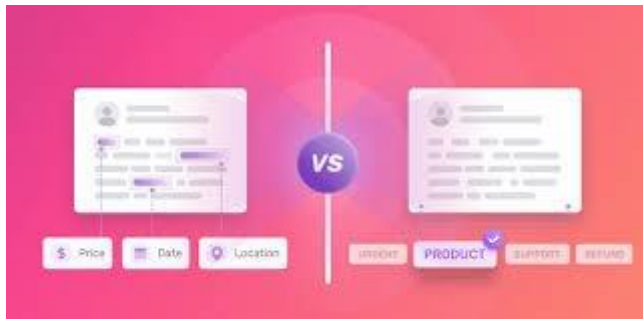 VS
$ Price
Date
Location
URGENT
PRODUCT
SUPPORT
REFUND